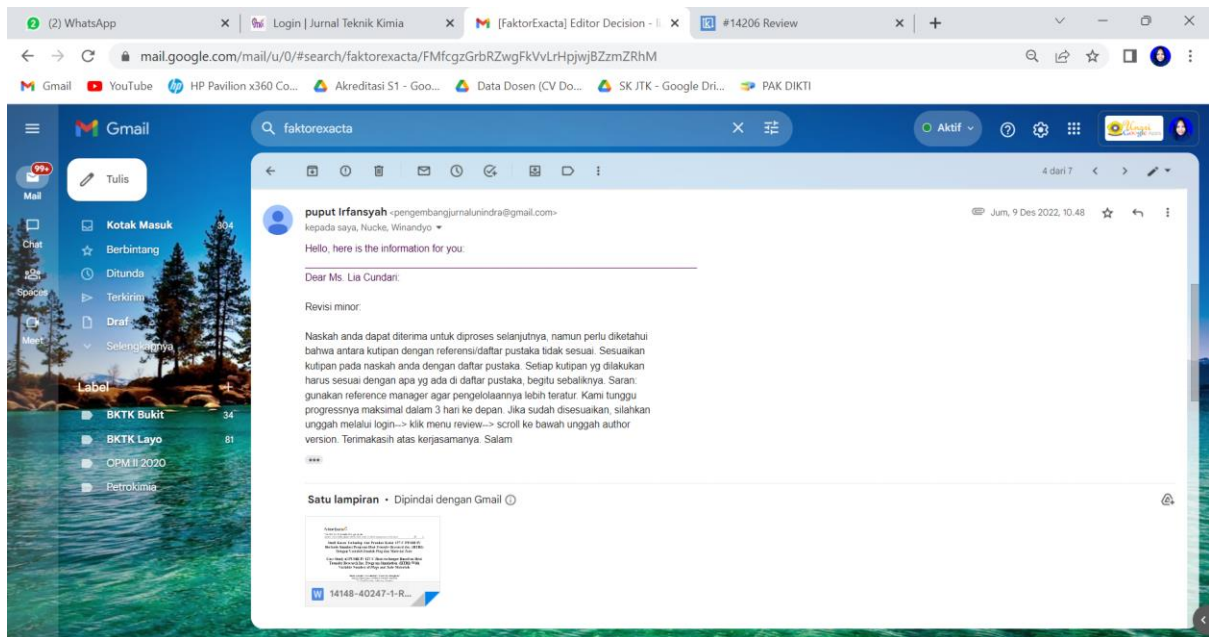 (2) WhatsApp
Login | Jurnal Teknik Kimia
[FaktorExacta] Editor Decision -
#14206 Review
mail.google.com/mail/u/0/#search/faktorexacta/FMfcgzGrbRZwgFkVvLrHpjwjBZzmZRhM
Gmail YouTube HP Pavilion x360 Co... Akreditasi S1 - Goo... Data Dosen (CV Do... SK JTK - Google Dri... PAK DIKTI
Gmail
faktorexacta
Aktif
99+
Mail
Chat
Spaces
Meet
Tulis
Kotak Masuk 304
Berbintang
Ditunda
Terkirim
Draf
Selengkapnya
Label
BKTK Bukit 34
BKTK Layo 81
OPM II 2020
Petrokimia
4 dari 7
puput Irfansyah <pengembangjurnalunindra@gmail.com>
Jum, 9 Des 2022, 10.48
kepada saya, Nucke, Winandyo
Hello, here is the information for you:
Dear Ms. Lia Cundari:
Revisi minor:
Naskah anda dapat diterima untuk diproses selanjutnya, namun perlu diketahui
bahwa antara kutipan dengan referensi/daftar pustaka tidak sesuai. Sesuaikan
kutipan pada naskah anda dengan daftar pustaka. Setiap kutipan yg dilakukan
harus sesuai dengan apa yg ada di daftar pustaka, begitu sebaliknya. Saran:
gunakan reference manager agar pengelolaannya lebih teratur. Kami tunggu
progressnya maksimal dalam 3 hari ke depan. Jika sudah disesuaikan, silahkan
unggah melalui login--> klik menu review--> scroll ke bawah unggah author
version. Terimakasih atas kerjasamanya. Salam
Satu lampiran • Dipindai dengan Gmail
W 14148-40247-1-R...